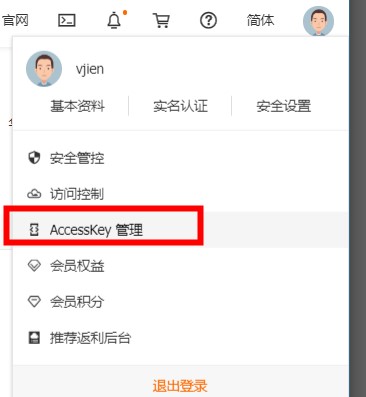 官网 简体
vjien
基本资料 实名认证 安全设置
安全管控
访问控制
AccessKey 管理
会员权益
会员积分
推荐返利后台
退出登录